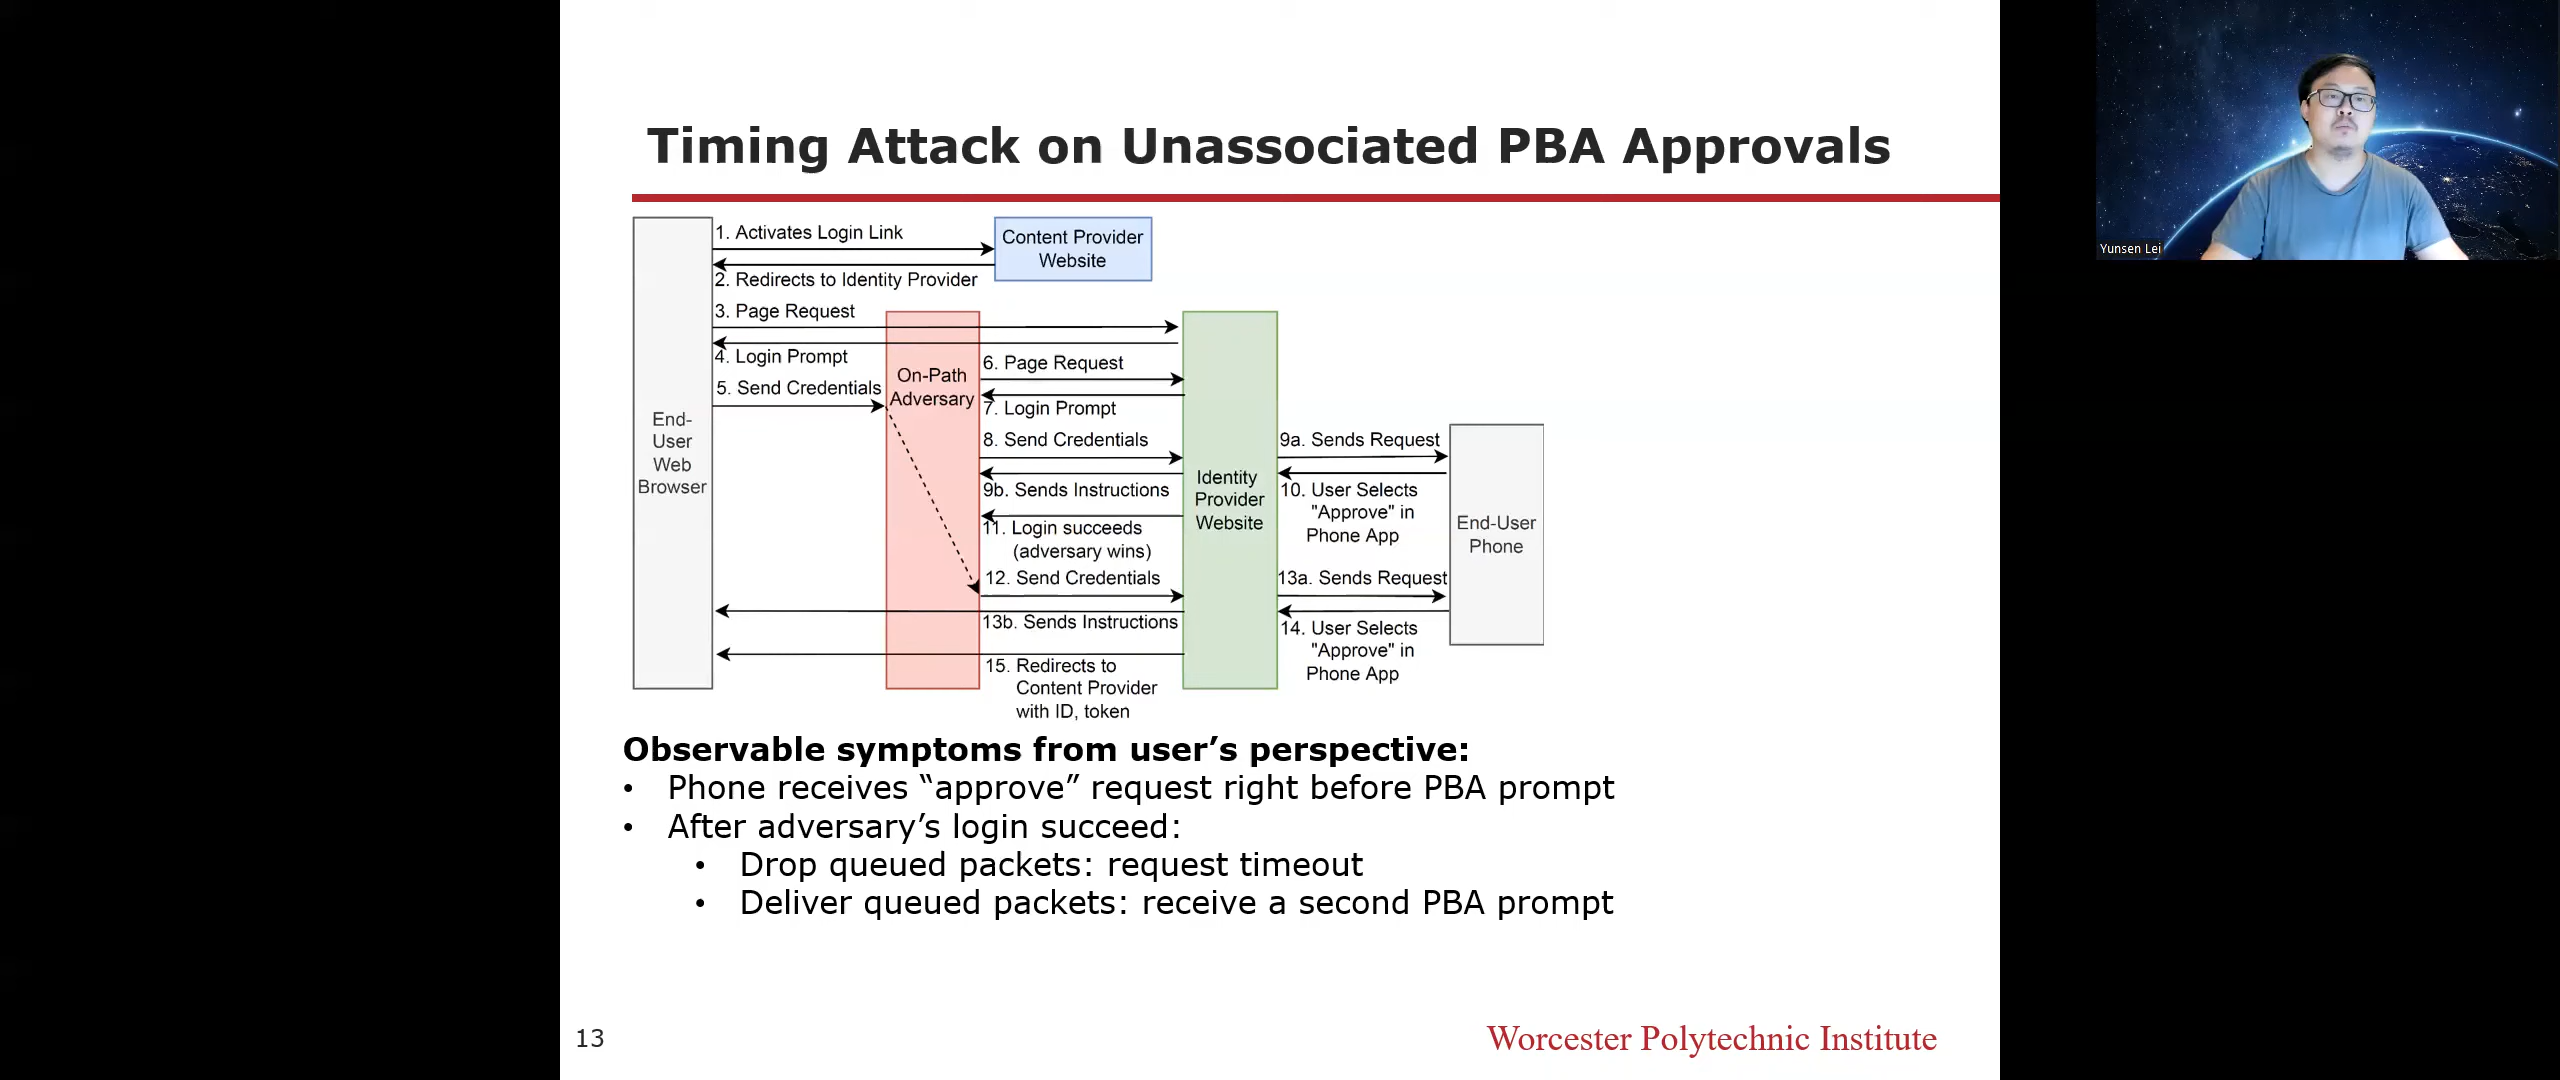 Timing Attack on Unassociated PBA Approvals
1. Activates Login Link
Content Provider
Website
2. Redirects to Identity Provider
3. Page Request
4. Login Prompt
5. Send Credentials
On-Path
Adversary
6. Page Request
7. Login Prompt
8. Send Credentials
9a. Sends Request
End-
User
Web
Browser
9b. Sends Instructions
Identity
Provider
Website
10. User Selects
"Approve" in
Phone App
End-User
Phone
11. Login succeeds
(adversary wins)
12. Send Credentials
13a. Sends Request
13b. Sends Instructions
14. User Selects
"Approve" in
Phone App
15. Redirects to
Content Provider
with ID, token
Observable symptoms from user’s perspective:
• Phone receives “approve” request right before PBA prompt
• After adversary’s login succeed:
• Drop queued packets: request timeout
• Deliver queued packets: receive a second PBA prompt
13
Worcester Polytechnic Institute
Yunsen Lei